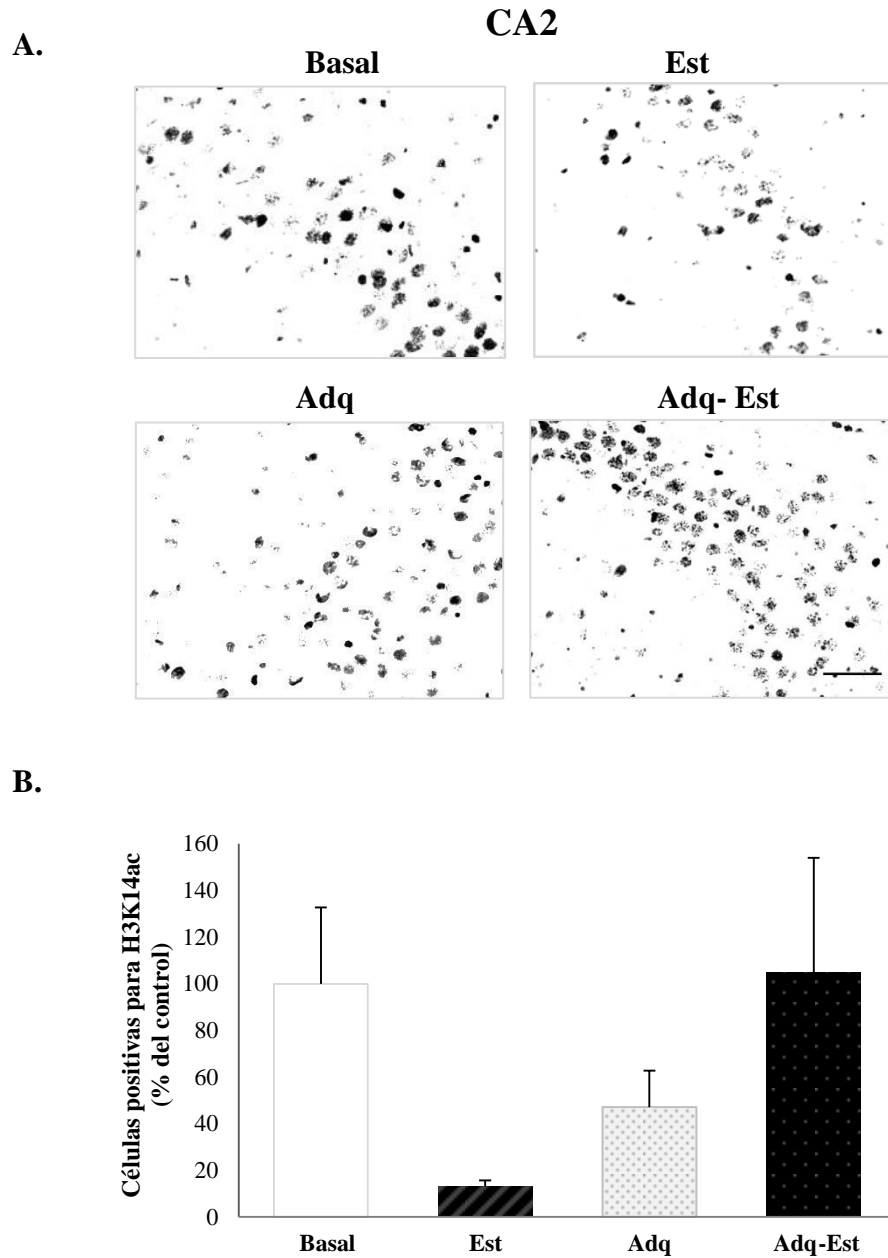 CA2
A.
Basal Est
Adq Adq- Est
B.
Células positivas para H3K14ac
(% del control)
160
140
120
100
80
60
40
20
0
Basal Est Adq Adq-Est